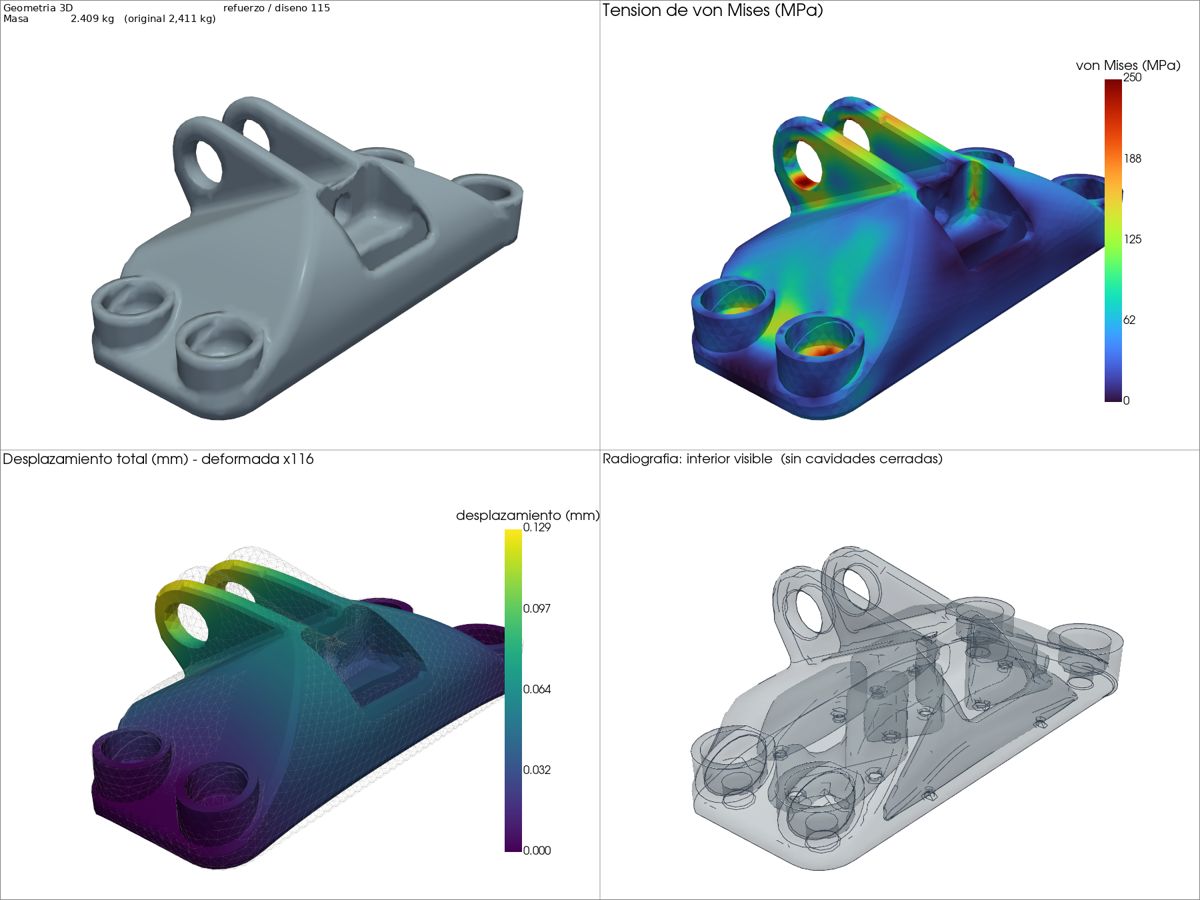 Geometria 3D refuerzo / diseno 115
Masa 2.409 kg (original 2,411 kg)
Tension de von Mises (MPa)
von Mises (MPa)
250
188
125
62
0
Desplazamiento total (mm) - deformada x116
desplazamiento (mm)
0.129
0.097
0.064
0.032
0.000
Radiografia: interior visible (sin cavidades cerradas)